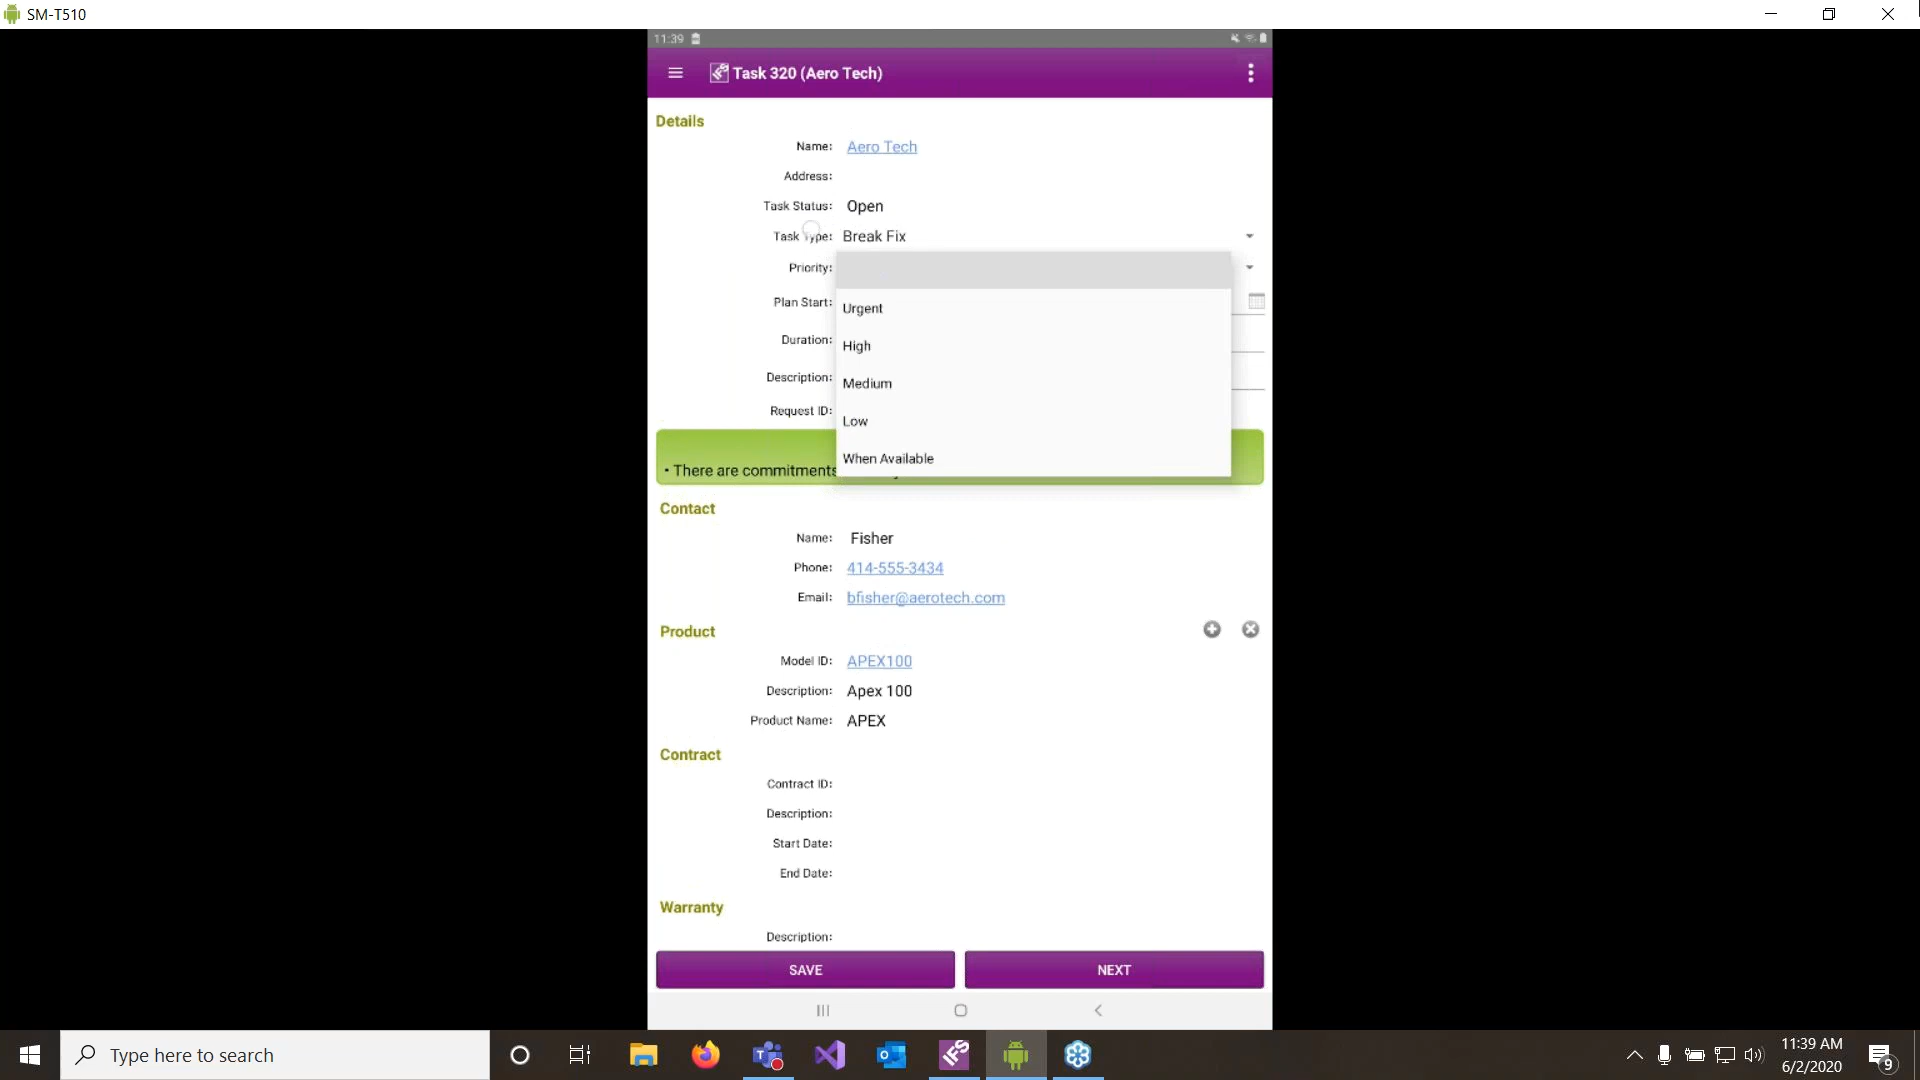 SM-T510
11:39
Task 320 (Aero Tech)
Details
Name: Aero Tech
Address:
Task Status: Open
Task Type: Break Fix
Priority:
Plan Start:
Urgent
Duration:
High
Description:
Medium
Request ID:
Low
• There are commitments
When Available
Contact
Name: Fisher
Phone: 414-555-3434
Email: bfisher@aerotech.com
Product
Model ID: APEX100
Description: Apex 100
Product Name: APEX
Contract
Contract ID:
Description:
Start Date:
End Date:
Warranty
Description:
SAVE NEXT
Type here to search
11:39 AM
6/2/2020
9